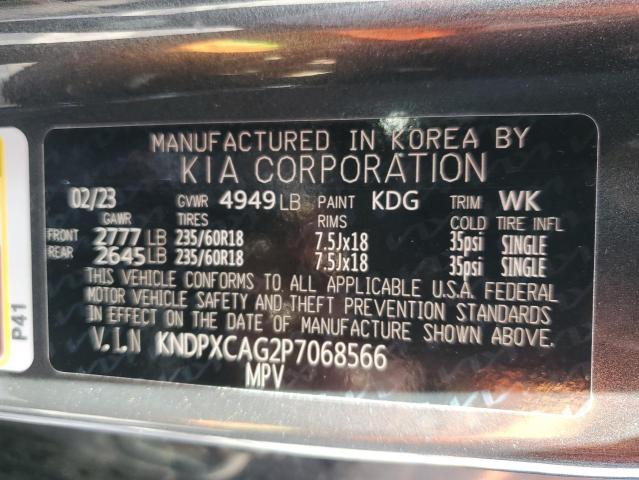 MANUFACTURED IN KOREA BY
KIA CORPORATION
02/23 GVWR 4949 LB PAINT KDG TRIM WK
GAWR TIRES RIMS COLD TIRE INFL
FRONT 2777 LB 235/60R18 7.5Jx18 35psi SINGLE
REAR 2645 LB 235/60R18 7.5Jx18 35psi SINGLE
THIS VEHICLE CONFORMS TO ALL APPLICABLE U.S.A. FEDERAL
MOTOR VEHICLE SAFETY AND THEFT PREVENTION STANDARDS
IN EFFECT ON THE DATE OF MANUFACTURE SHOWN ABOVE.
V.I.N KNDPXCAG2P7068566
MPV
P41